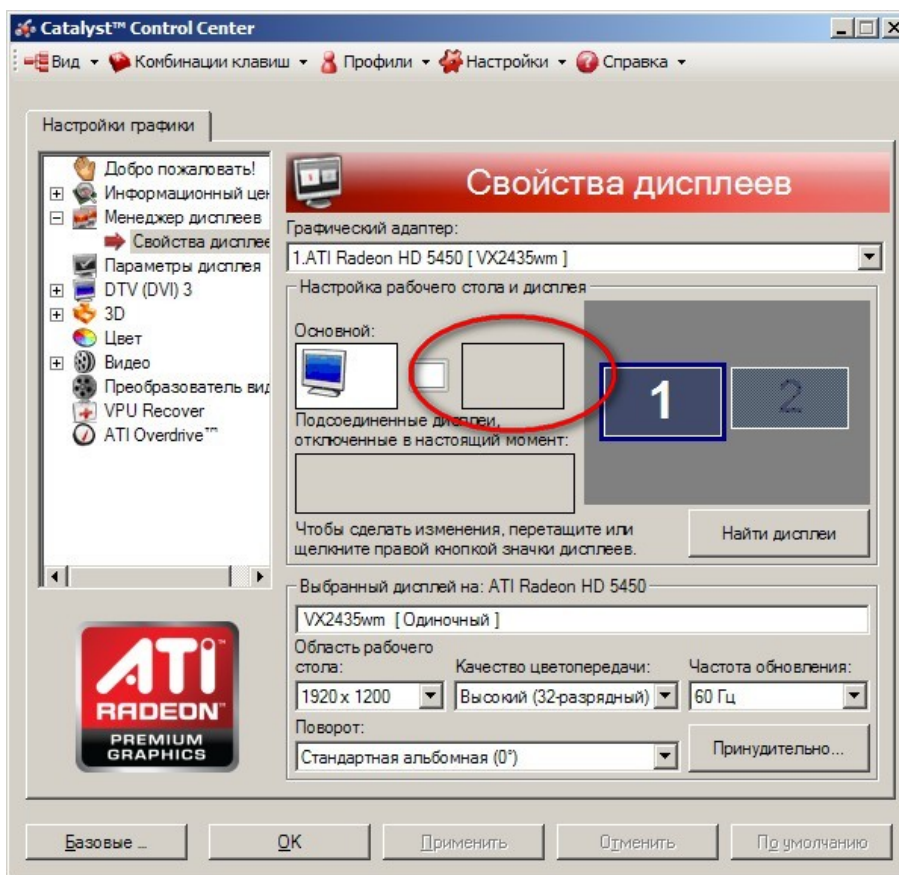 Catalyst™ Control Center
Вид Комбинации клавиш Профили Настройки Справка
Настройки графики
Добро пожаловать!
Информационный цен
Менеджер дисплеев
Свойства дисплее
Параметры дисплея
DTV (DVI) 3
3D
Цвет
Видео
Преобразователь вид
VPU Recover
ATI Overdrive™
ATI
RADEON
PREMIUM
GRAPHICS
Свойства дисплеев
Графический адаптер:
1.ATI Radeon HD 5450 [ VX2435wm ]
Настройка рабочего стола и дисплея
Основной:
1
2
Подсоединенные дисплеи,
отключенные в настоящий момент:
Чтобы сделать изменения, перетащите или
щелкните правой кнопкой значки дисплеев.
Найти дисплеи
Выбранный дисплей на: ATI Radeon HD 5450
VX2435wm [ Одиночный ]
Область рабочего
стола:
Качество цветопередачи:
Частота обновления:
1920 x 1200
Высокий (32-разрядный)
60 Гц
Поворот:
Стандартная альбомная (0°)
Принудительно...
Базовые ...
OK
Применить
Отменить
По умолчанию